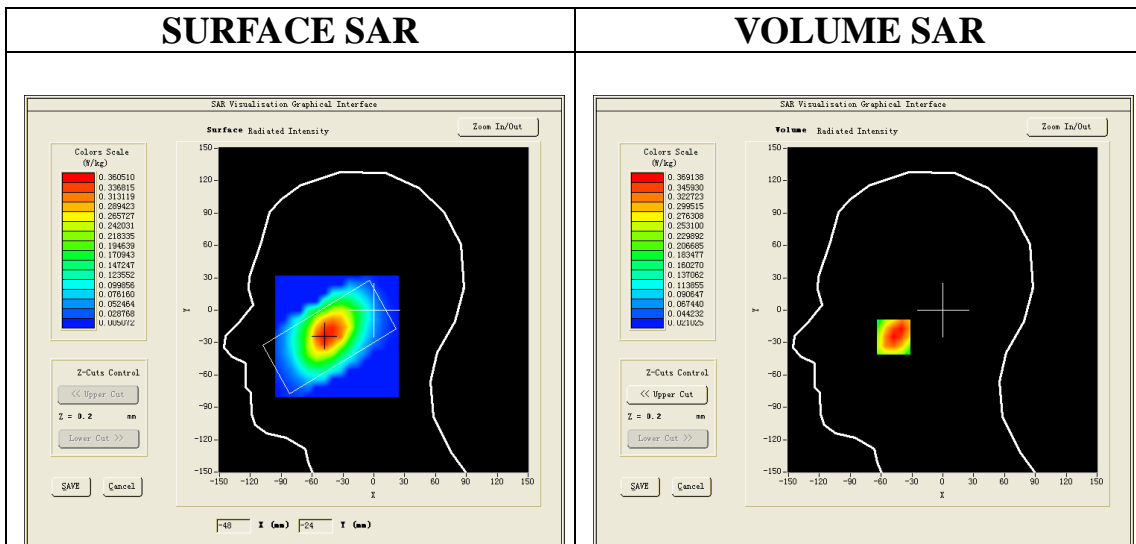 SURFACE SAR
VOLUME SAR
SAR Visualisation Graphical Interface
Surface Radiated Intensity
Zoom In/Out
Colors Scale
(W/kg)
0.360510
0.336815
0.313119
0.289423
0.265727
0.242031
0.218335
0.194639
0.170943
0.147247
0.123552
0.099856
0.076160
0.052464
0.028768
0.005072
Z-Cuts Control
<< Upper Cut
Z = 0.2 mm
Lower Cut >>
SAVE Cancel
150
120
90
60
30
0
-30
-60
-90
-120
-150
Y
-150 -120 -90 -60 -30 0 30 60 90 120 150
X
-48 X (mm) -24 Y (mm)
SAR Visualisation Graphical Interface
Volume Radiated Intensity
Zoom In/Out
Colors Scale
(W/kg)
0.369138
0.345930
0.322723
0.299515
0.276308
0.253100
0.229892
0.206685
0.183477
0.160270
0.137062
0.113855
0.090647
0.067440
0.044232
0.021025
Z-Cuts Control
<< Upper Cut
Z = 0.2 mm
Lower Cut >>
SAVE Cancel
150
120
90
60
30
0
-30
-60
-90
-120
-150
Y
-150 -120 -90 -60 -30 0 30 60 90 120 150
X